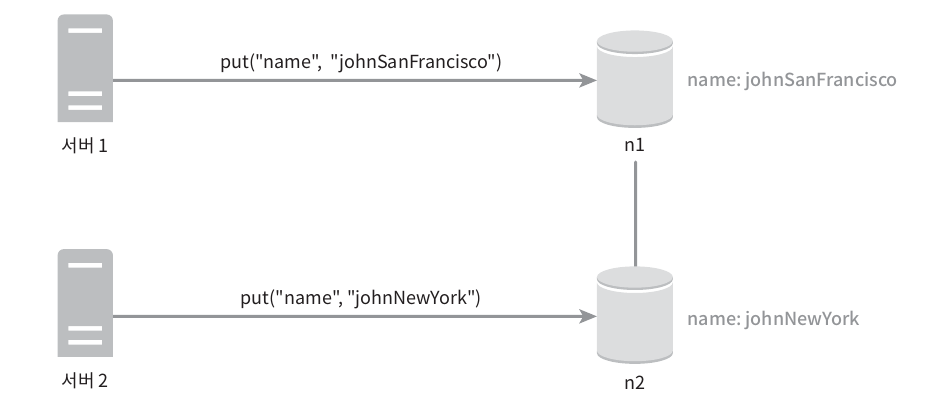 put("name", "johnSanFrancisco")
name: johnSanFrancisco
서버 1
n1
put("name", "johnNewYork")
name: johnNewYork
서버 2
n2